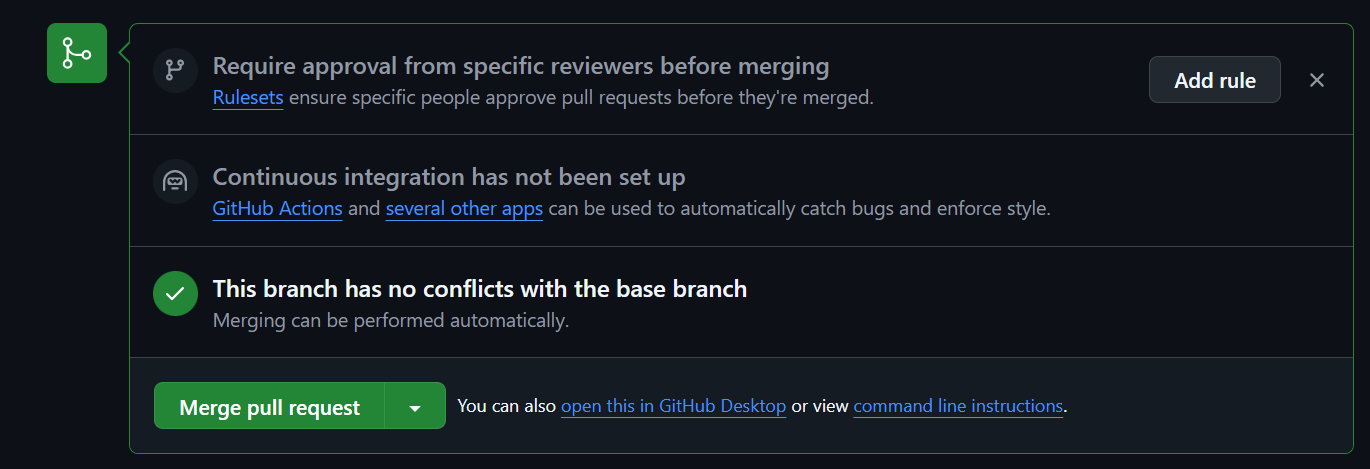 Require approval from specific reviewers before merging
Rulesets ensure specific people approve pull requests before they're merged.
Add rule
Continuous integration has not been set up
GitHub Actions and several other apps can be used to automatically catch bugs and enforce style.
This branch has no conflicts with the base branch
Merging can be performed automatically.
Merge pull request
You can also open this in GitHub Desktop or view command line instructions.